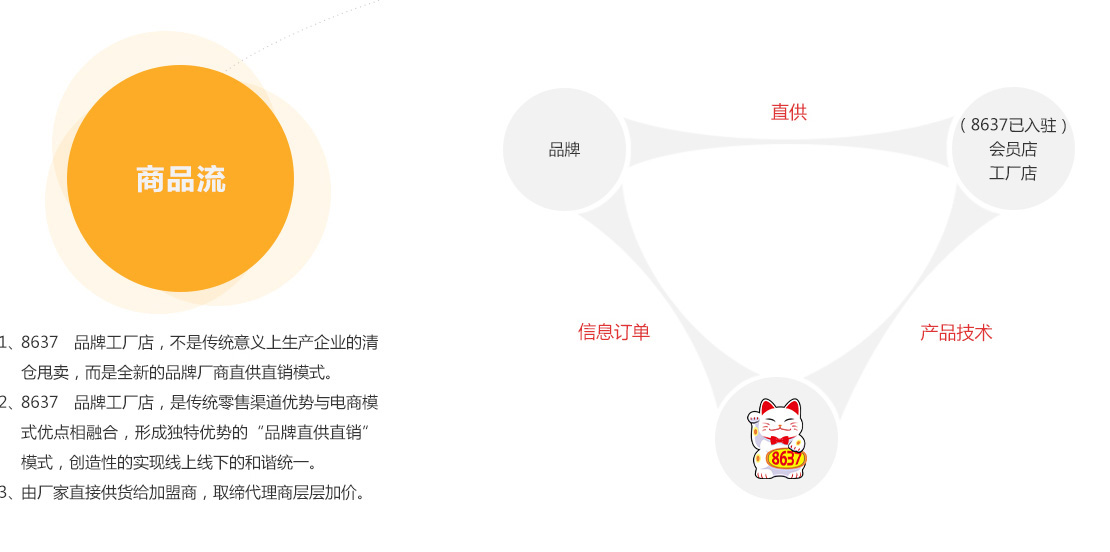 商品流
1、8637 品牌工厂店，不是传统意义上生产企业的清
仓甩卖，而是全新的品牌厂商直供直销模式。
2、8637 品牌工厂店，是传统零售渠道优势与电商模
式优点相融合，形成独特优势的“品牌直供直销”
模式，创造性的实现线上线下的和谐统一。
3、由厂家直接供货给加盟商，取缔代理商层层加价。
直供
品牌
（8637已入驻）
会员店
工厂店
信息订单
产品技术
8637